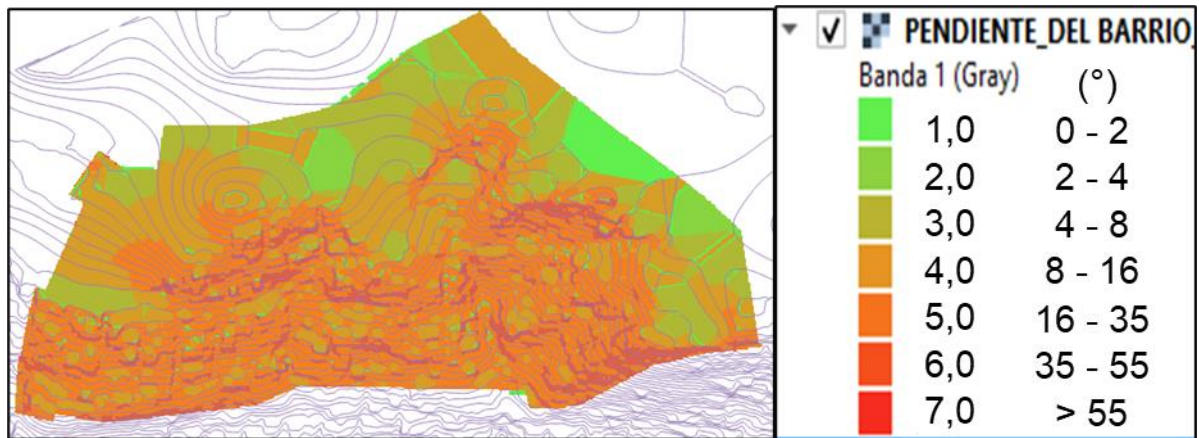 PENDIENTE_DEL BARRIO
Banda 1 (Gray) (°)
1,0 0 - 2
2,0 2 - 4
3,0 4 - 8
4,0 8 - 16
5,0 16 - 35
6,0 35 - 55
7,0 > 55